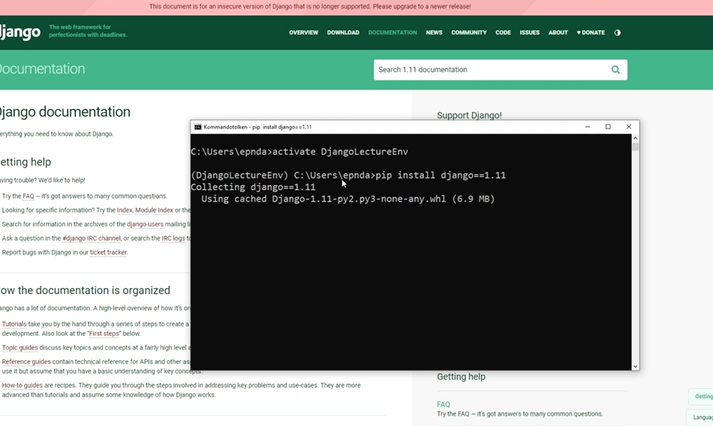 This document is for an insecure version of Django that is no longer supported. Please upgrade to a newer release!
django
The web framework for
perfectionists with deadlines.
OVERVIEW DOWNLOAD DOCUMENTATION NEWS COMMUNITY CODE ISSUES ABOUT ♥ DONATE
Documentation
Search 1.11 documentation
Django documentation
Everything you need to know about Django.
Getting help
Having trouble? We'd like to help!
Try the FAQ – it's got answers to many common questions.
Looking for specific information? Try the Index, Module Index or the
Search for information in the archives of the django-users mailing li
Ask a question in the #django IRC channel, or search the IRC logs to
Report bugs with Django in our ticket tracker.
How the documentation is organized
Django has a lot of documentation. A high-level overview of how it's or
Tutorials take you by the hand through a series of steps to create a
development. Also look at the "First steps" below.
Topic guides discuss key topics and concepts at a fairly high level a
Reference guides contain technical reference for APIs and other asp
use it but assume that you have a basic understanding of key concepts.
How-to guides are recipes. They guide you through the steps involved in addressing key problems and use-cases. They are more
advanced than tutorials and assume some knowledge of how Django works.
Support Django!
Kommandotolken - pip install django==1.11
C:\Users\epnda>activate DjangoLectureEnv
(DjangoLectureEnv) C:\Users\epnda>pip install django==1.11
Collecting django==1.11
Using cached Django-1.11-py2.py3-none-any.whl (6.9 MB)
Getting help
FAQ
Try the FAQ — it's got answers to many common questions.
Getting
Languag